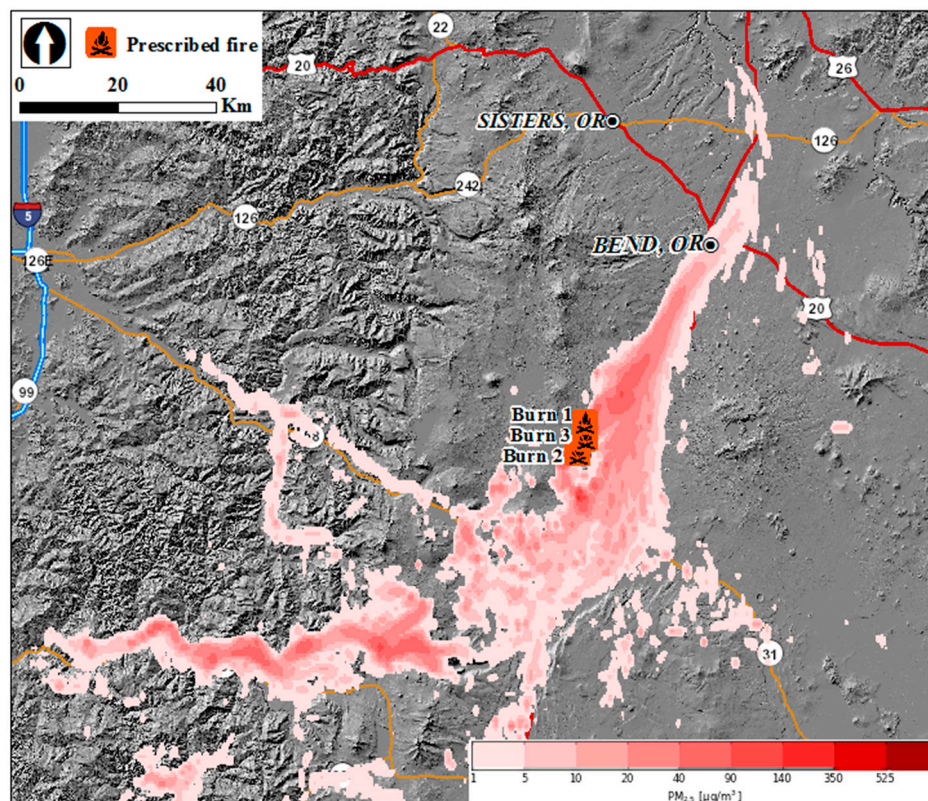 Prescribed fire
0 20 40
Km
22
20
26
SISTERS, OR
126
242
126
5
126E
BEND, OR
20
99
Burn 1
Burn 3
Burn 2
31
1 5 10 20 40 90 140 350 525
PM2.5 [µg/m³]